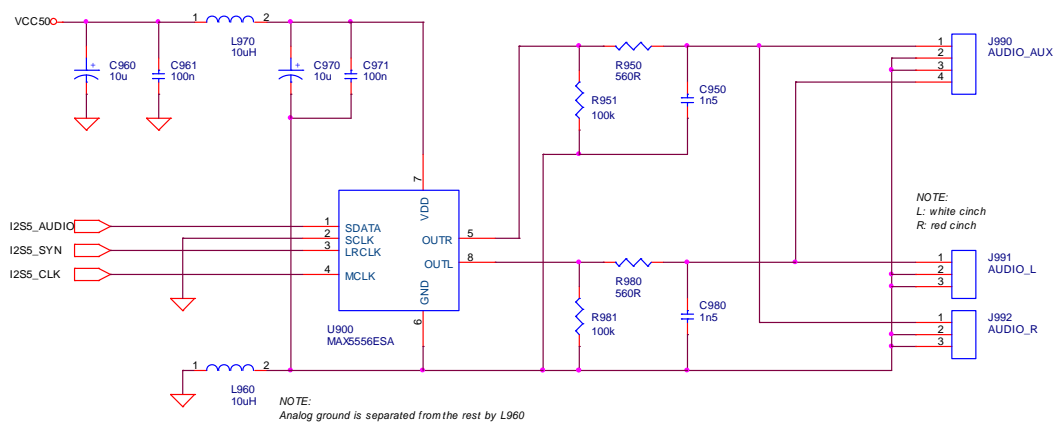 VCC50
1
2
L970
10uH
C960
10u
C961
100n
C970
10u
C971
100n
R950
560R
R951
100k
C950
1n5
1
2
3
4
J990
AUDIO_AUX
NOTE:
L: white cinch
R: red cinch
I2S5_AUDIO
I2S5_SYN
I2S5_CLK
1
2
3
4
7
5
8
6
VDD
SDATA
SCLK
LRCLK
MCLK
OUTR
OUTL
GND
U900
MAX5556ESA
R980
560R
R981
100k
C980
1n5
1
2
3
J991
AUDIO_L
1
2
3
J992
AUDIO_R
1
2
L960
10uH
NOTE:
Analog ground is separated from the rest by L960